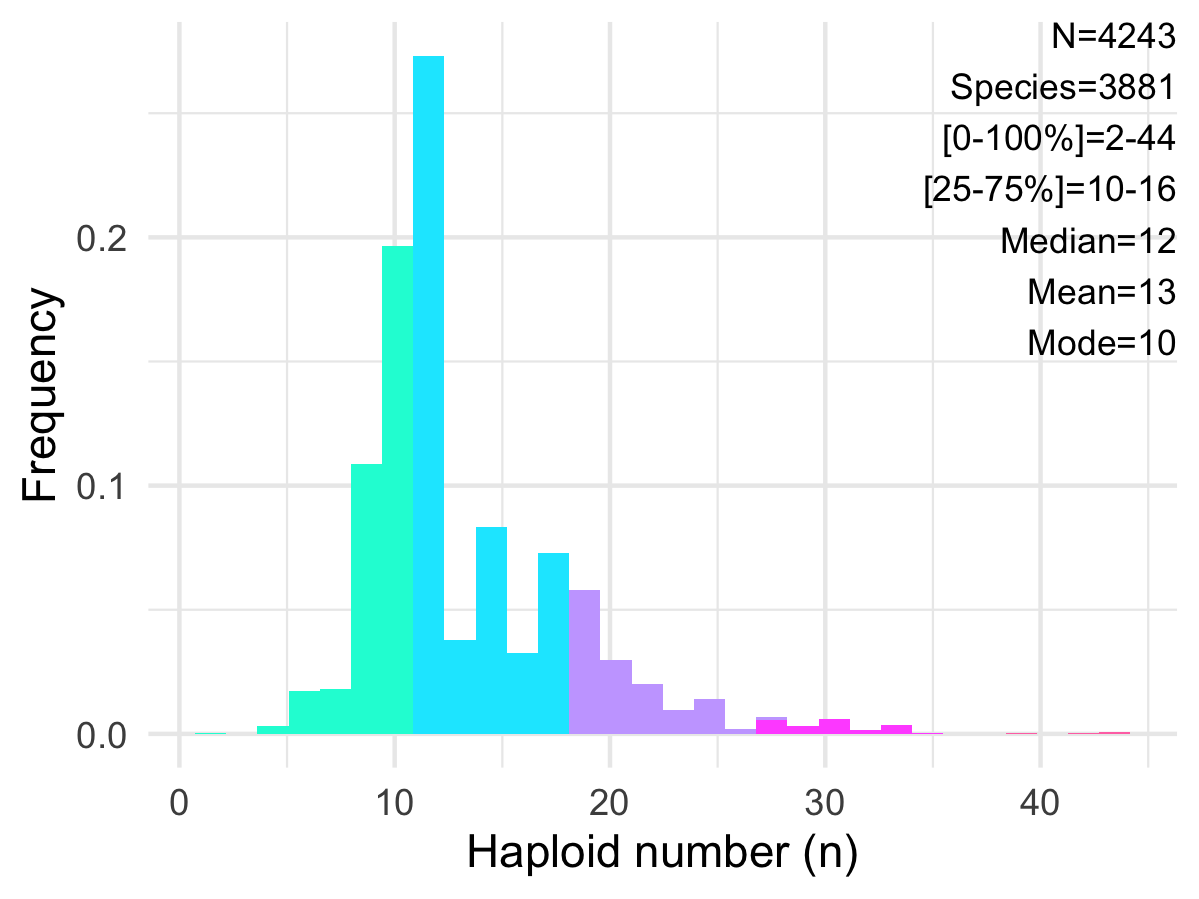 N=4243
Species=3881
[0-100%]=2-44
[25-75%]=10-16
Median=12
Mean=13
Mode=10
Frequency
0.2
0.1
0.0
0 10 20 30 40
Haploid number (n)